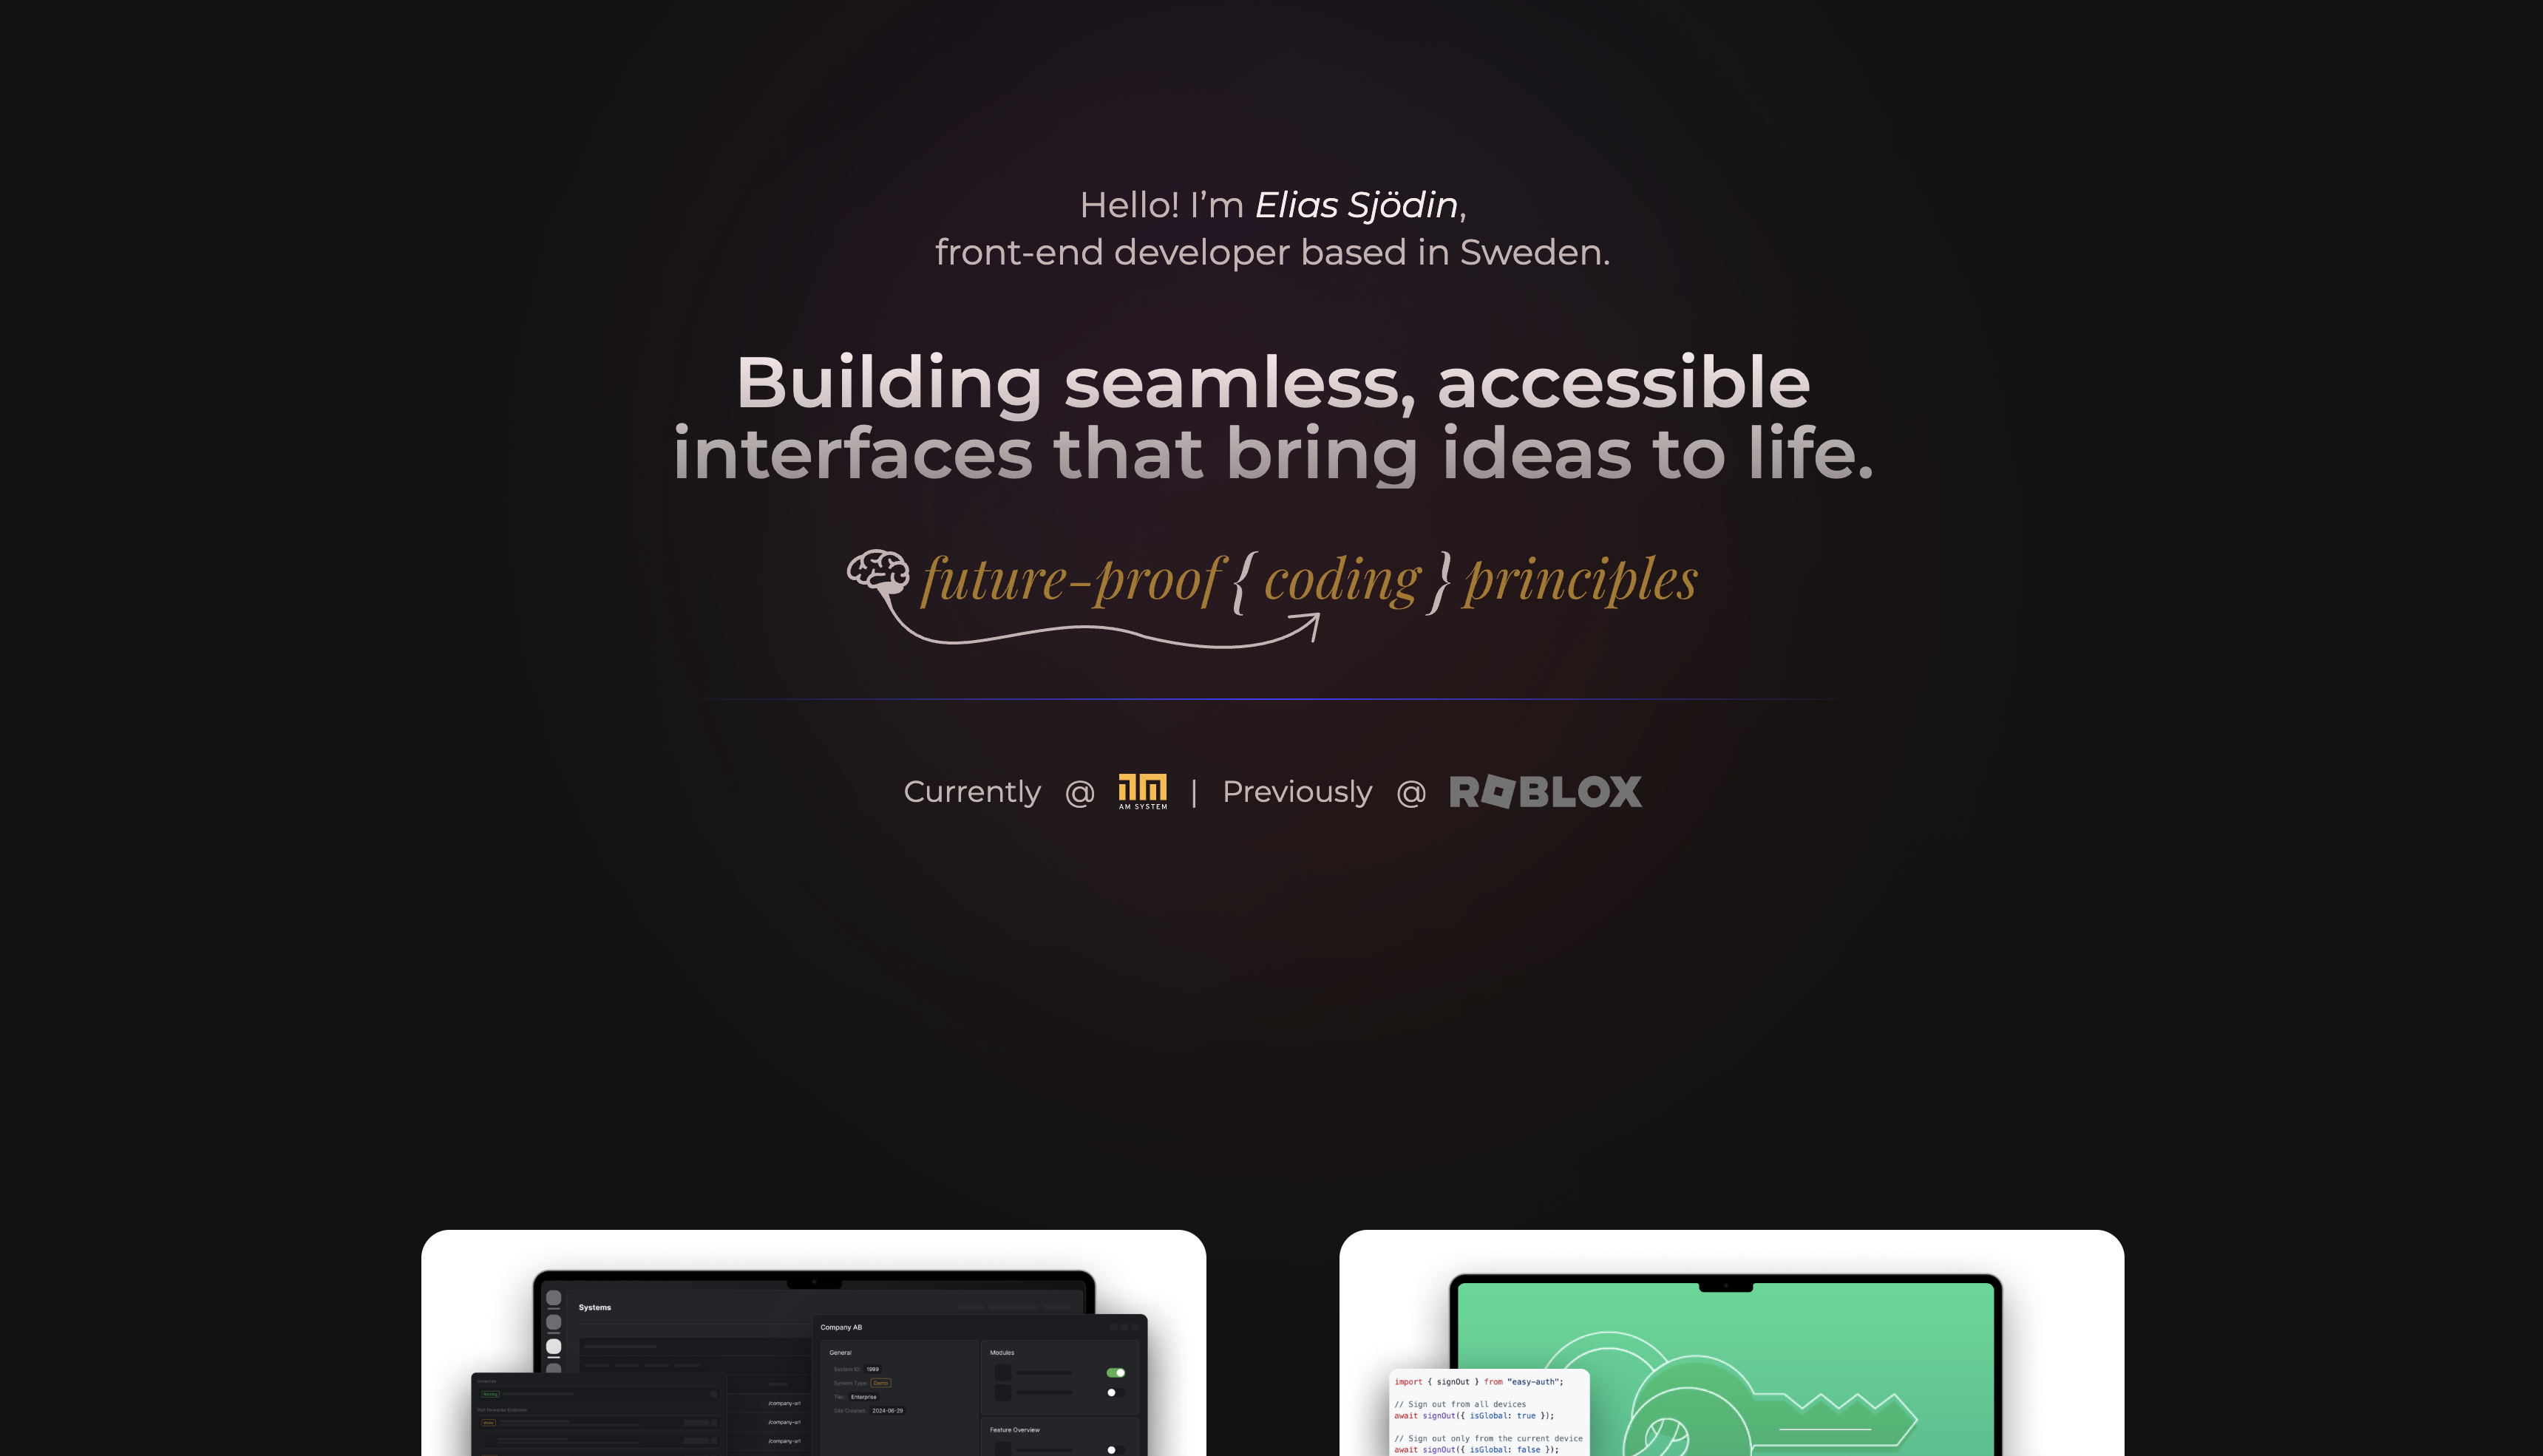 Hello! I’m Elias Sjödin,
front-end developer based in Sweden.
Building seamless, accessible
interfaces that bring ideas to life.
future-proof { coding } principles
Currently @ AM SYSTEM | Previously @ ROBLOX
Systems
Company AB
General
System ID: 1999
System Type: Demo
Tier: Enterprise
Site Created: 2024-06-29
Modules
Feature Overview
/company-url
/company-url
/company-url
import { signOut } from "easy-auth";
// Sign out from all devices
await signOut({ isGlobal: true });
// Sign out only from the current device
await signOut({ isGlobal: false });